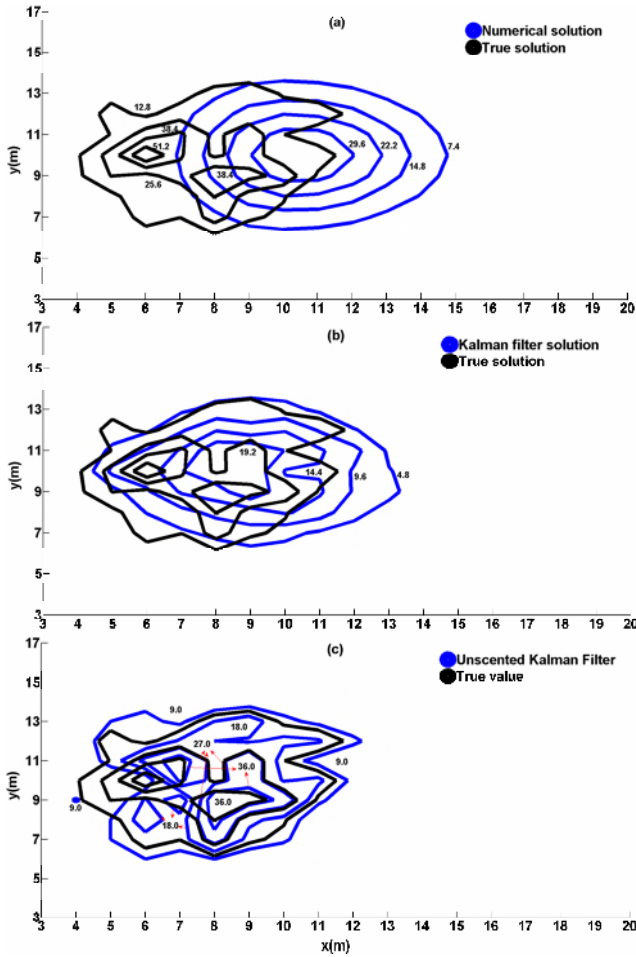 (a)
Numerical solution
True solution
12.8
38.4
51.2
25.6
38.4
29.6
22.2
14.8
7.4
y(m)
17
15
13
11
9
7
5
3
3 4 5 6 7 8 9 10 11 12 13 14 15 16 17 18 19 20
(b)
Kalman filter solution
True solution
19.2
14.4
9.6
4.8
y(m)
17
15
13
11
9
7
5
3
3 4 5 6 7 8 9 10 11 12 13 14 15 16 17 18 19 20
(c)
Unscented Kalman Filter
True value
9.0
18.0
27.0
9.0
36.0
36.0
9.0
18.0
y(m)
17
15
13
11
9
7
5
3
3 4 5 6 7 8 9 10 11 12 13 14 15 16 17 18 19 20
x(m)